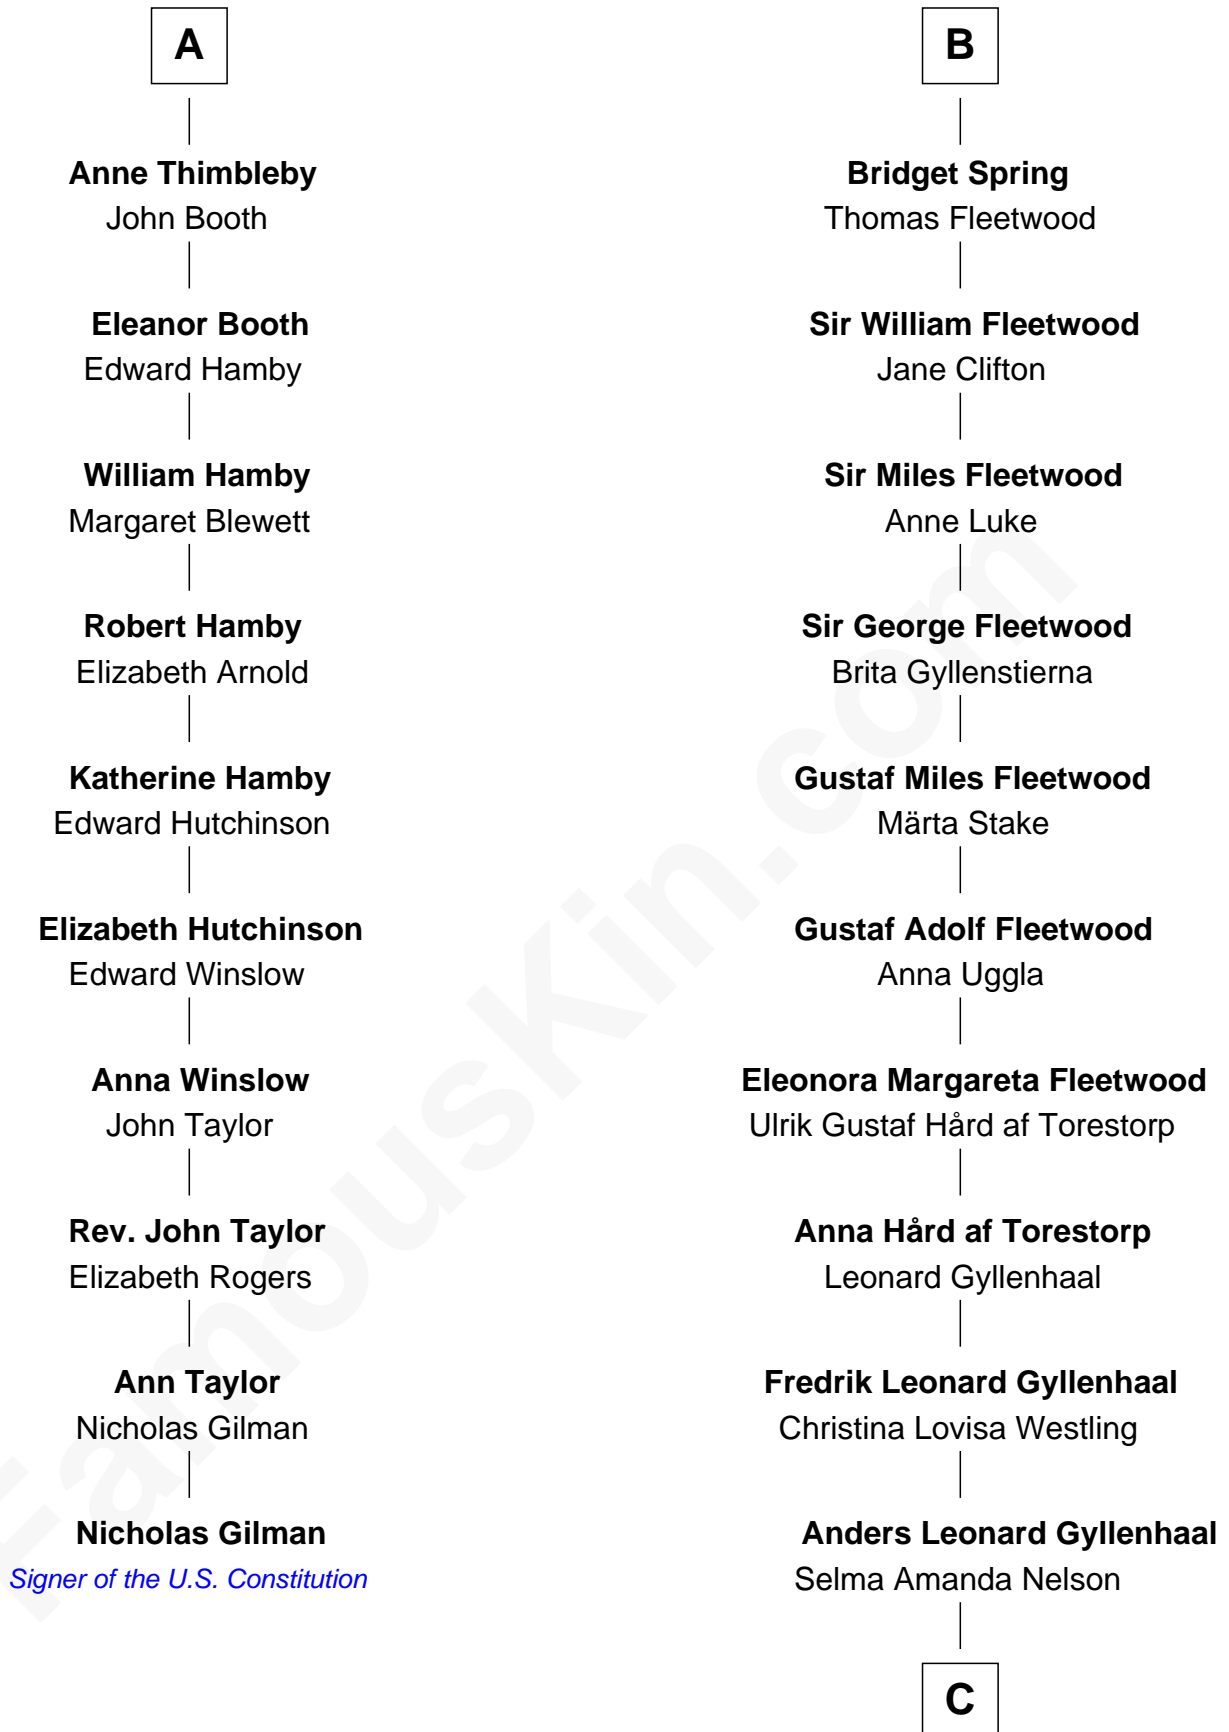 A
Anne Thimbleby
John Booth
Eleanor Booth
Edward Hamby
William Hamby
Margaret Blewett
Robert Hamby
Elizabeth Arnold
Katherine Hamby
Edward Hutchinson
Elizabeth Hutchinson
Edward Winslow
Anna Winslow
John Taylor
Rev. John Taylor
Elizabeth Rogers
Ann Taylor
Nicholas Gilman
Nicholas Gilman
Signer of the U.S. Constitution
B
Bridget Spring
Thomas Fleetwood
Sir William Fleetwood
Jane Clifton
Sir Miles Fleetwood
Anne Luke
Sir George Fleetwood
Brita Gyllenstierna
Gustaf Miles Fleetwood
Märta Stake
Gustaf Adolf Fleetwood
Anna Uggla
Eleonora Margareta Fleetwood
Ulrik Gustaf Hård af Torestorp
Anna Hård af Torestorp
Leonard Gyllenhaal
Fredrik Leonard Gyllenhaal
Christina Lovisa Westling
Anders Leonard Gyllenhaal
Selma Amanda Nelson
C
FamousKin.com